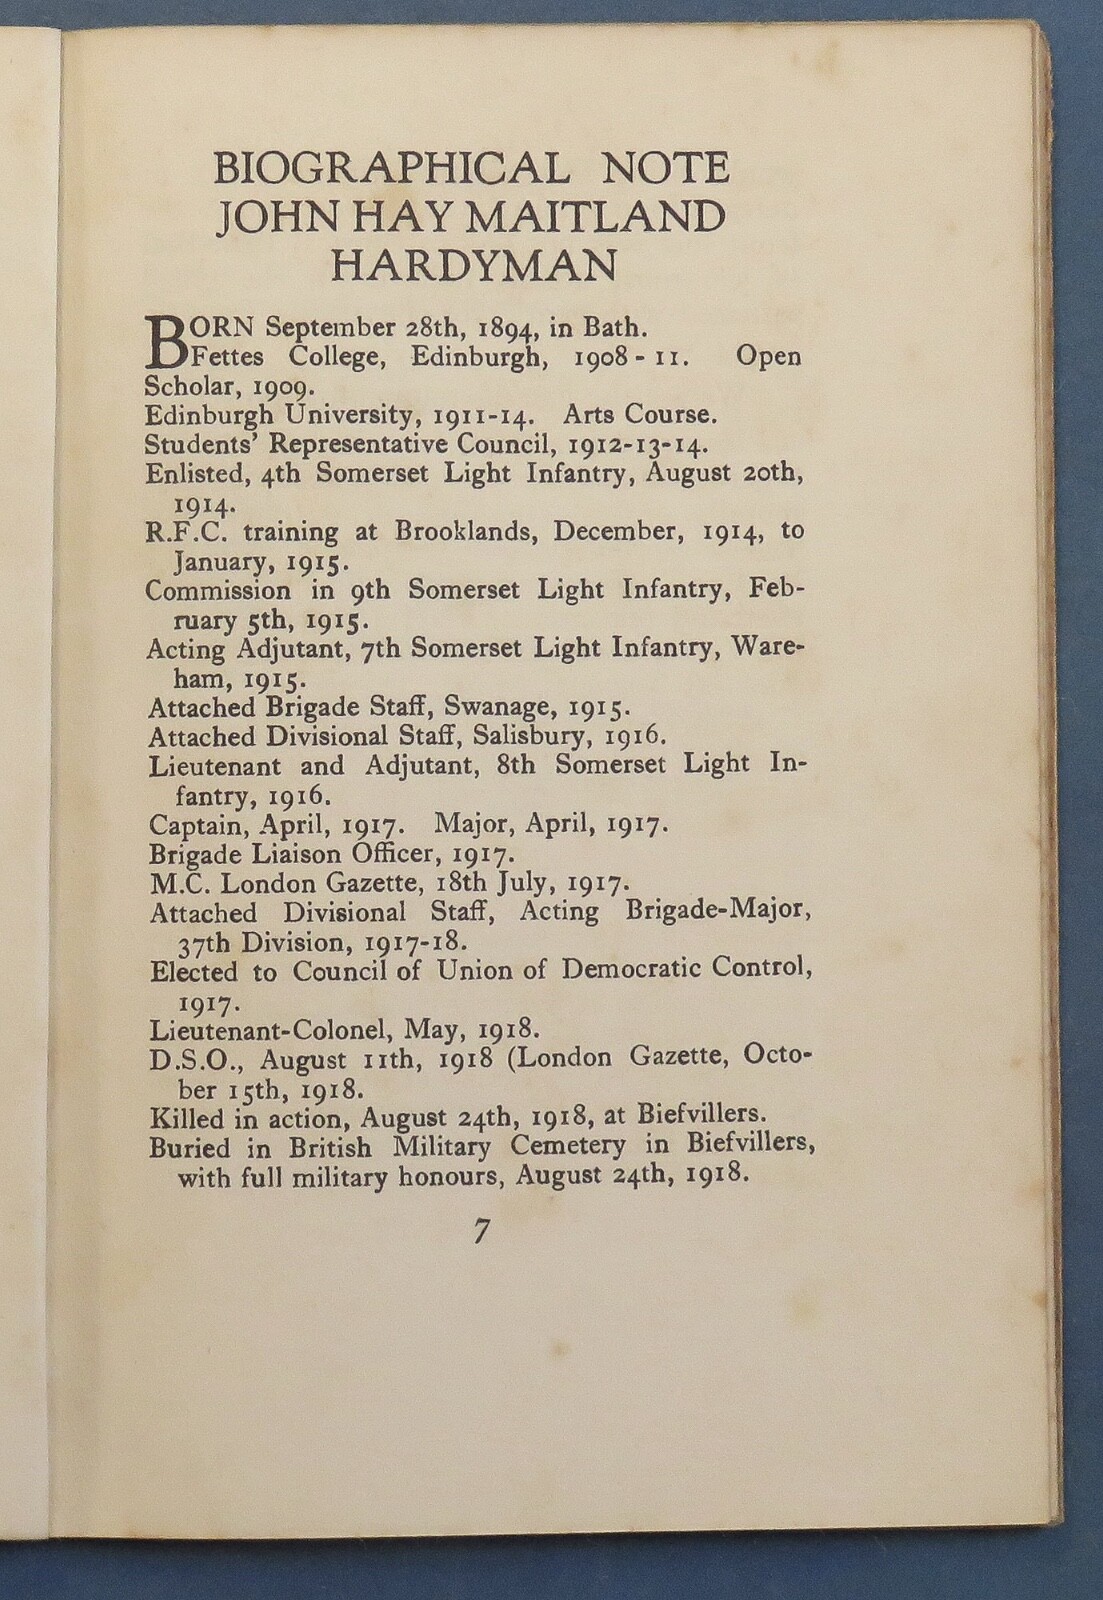 BIOGRAPHICAL NOTE
JOHN HAY MAITLAND
HARDYMAN
BORN September 28th, 1894, in Bath.
Fettes College, Edinburgh, 1908-11. Open
Scholar, 1909.
Edinburgh University, 1911-14. Arts Course.
Students' Representative Council, 1912-13-14.
Enlisted, 4th Somerset Light Infantry, August 20th,
1914.
R.F.C. training at Brooklands, December, 1914, to
January, 1915.
Commission in 9th Somerset Light Infantry, Feb-
ruary 5th, 1915.
Acting Adjutant, 7th Somerset Light Infantry, Ware-
ham, 1915.
Attached Brigade Staff, Swanage, 1915.
Attached Divisional Staff, Salisbury, 1916.
Lieutenant and Adjutant, 8th Somerset Light In-
fantry, 1916.
Captain, April, 1917. Major, April, 1917.
Brigade Liaison Officer, 1917.
M.C. London Gazette, 18th July, 1917.
Attached Divisional Staff, Acting Brigade-Major,
37th Division, 1917-18.
Elected to Council of Union of Democratic Control,
1917.
Lieutenant-Colonel, May, 1918.
D.S.O., August 11th, 1918 (London Gazette, Octo-
ber 15th, 1918.
Killed in action, August 24th, 1918, at Biefvillers.
Buried in British Military Cemetery in Biefvillers,
with full military honours, August 24th, 1918.
7